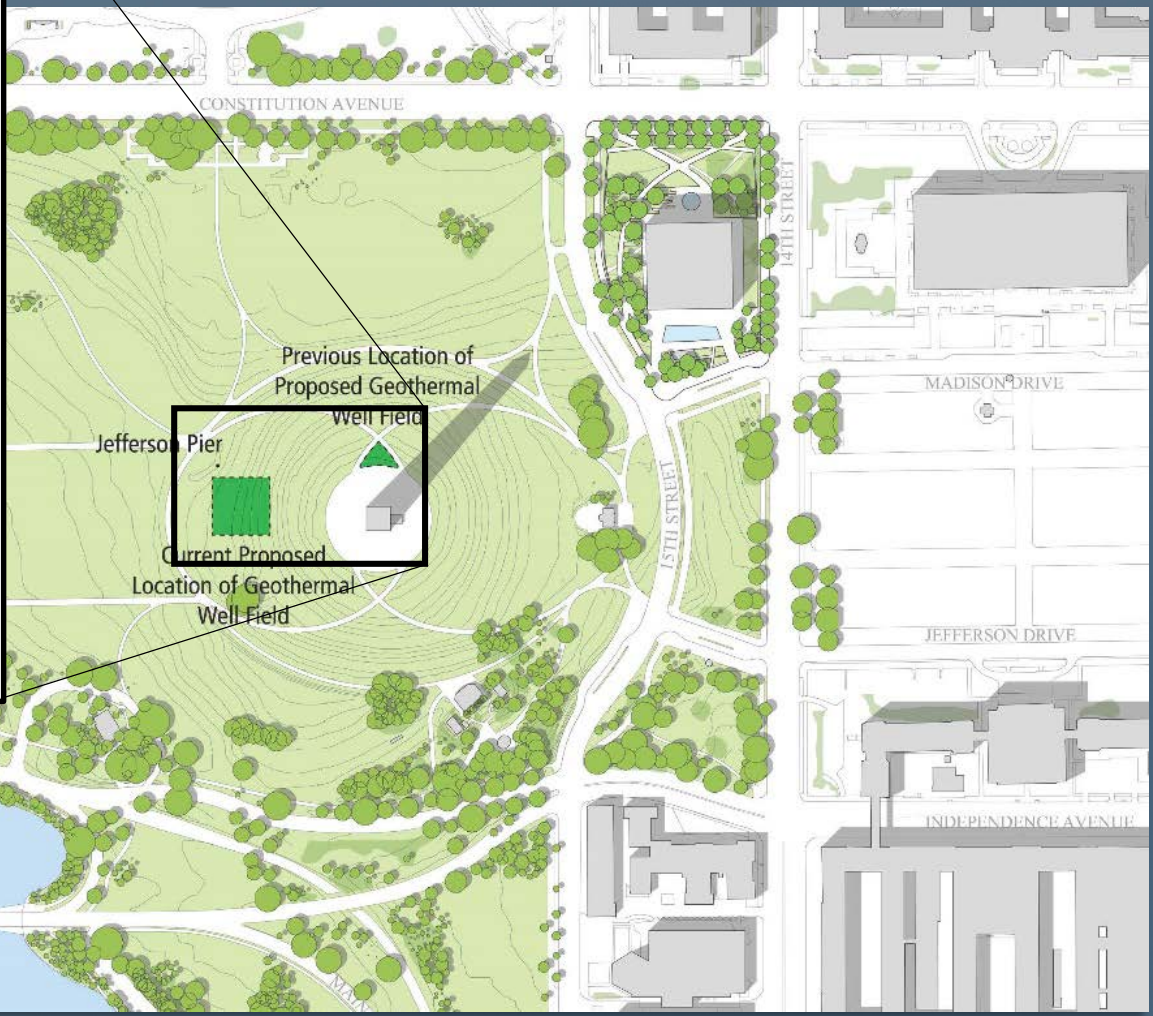 CONSTITUTION AVENUE
14TH STREET
Previous Location of
Proposed Geothermal
Well Field
MADISON DRIVE
Jefferson Pier
15TH STREET
Current Proposed
Location of Geothermal
Well Field
JEFFERSON DRIVE
INDEPENDENCE AVENUE